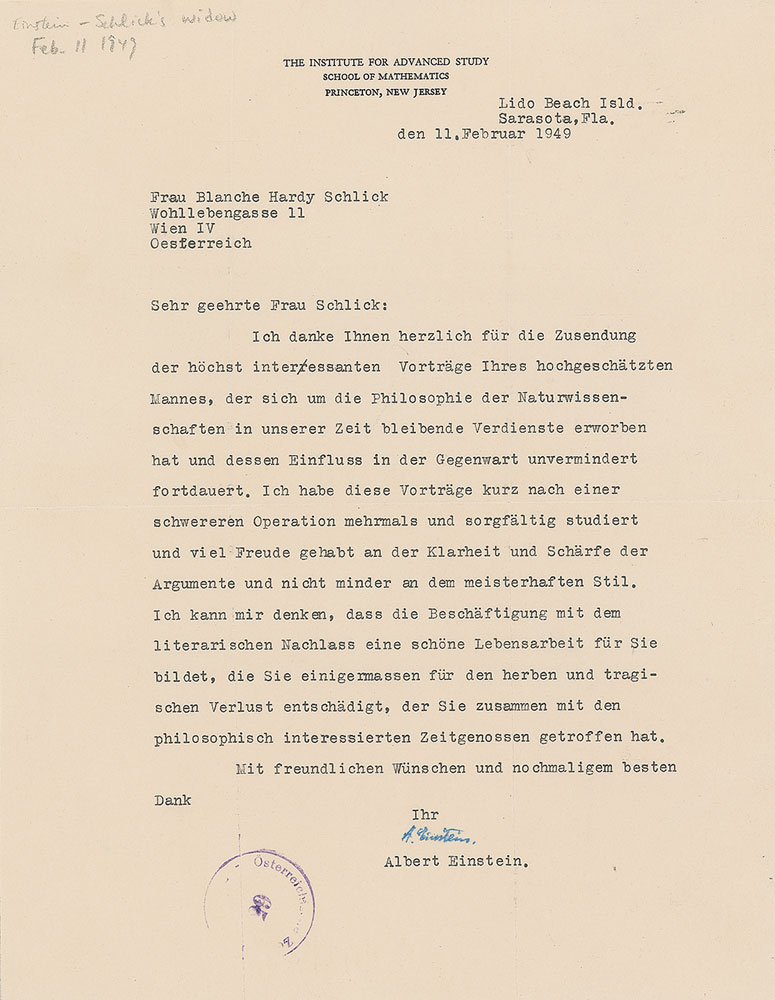 Einstein – Schlick's widow
Feb. 11 1949
THE INSTITUTE FOR ADVANCED STUDY
SCHOOL OF MATHEMATICS
PRINCETON, NEW JERSEY
Lido Beach Isld.
Sarasota,Fla.
den 11.Februar 1949
Frau Blanche Hardy Schlick
Wohllebengasse 11
Wien IV
Oesterreich
Sehr geehrte Frau Schlick:
Ich danke Ihnen herzlich für die Zusendung
der höchst interessanten Vorträge Ihres hochgeschätzten
Mannes, der sich um die Philosophie der Naturwissen-
schaften in unserer Zeit bleibende Verdienste erworben
hat und dessen Einfluss in der Gegenwart unvermindert
fortdauert. Ich habe diese Vorträge kurz nach einer
schwereren Operation mehrmals und sorgfältig studiert
und viel Freude gehabt an der Klarheit und Schärfe der
Argumente und nicht minder an dem meisterhaften Stil.
Ich kann mir denken, dass die Beschäftigung mit dem
literarischen Nachlass eine schöne Lebensarbeit für Sie
bildet, die Sie einigermassen für den herben und tragi-
schen Verlust entschädigt, der Sie zusammen mit den
philosophisch interessierten Zeitgenossen getroffen hat.
Mit freundlichen Wünschen und nochmaligem besten
Dank
Ihr
A. Einstein.
Albert Einstein.